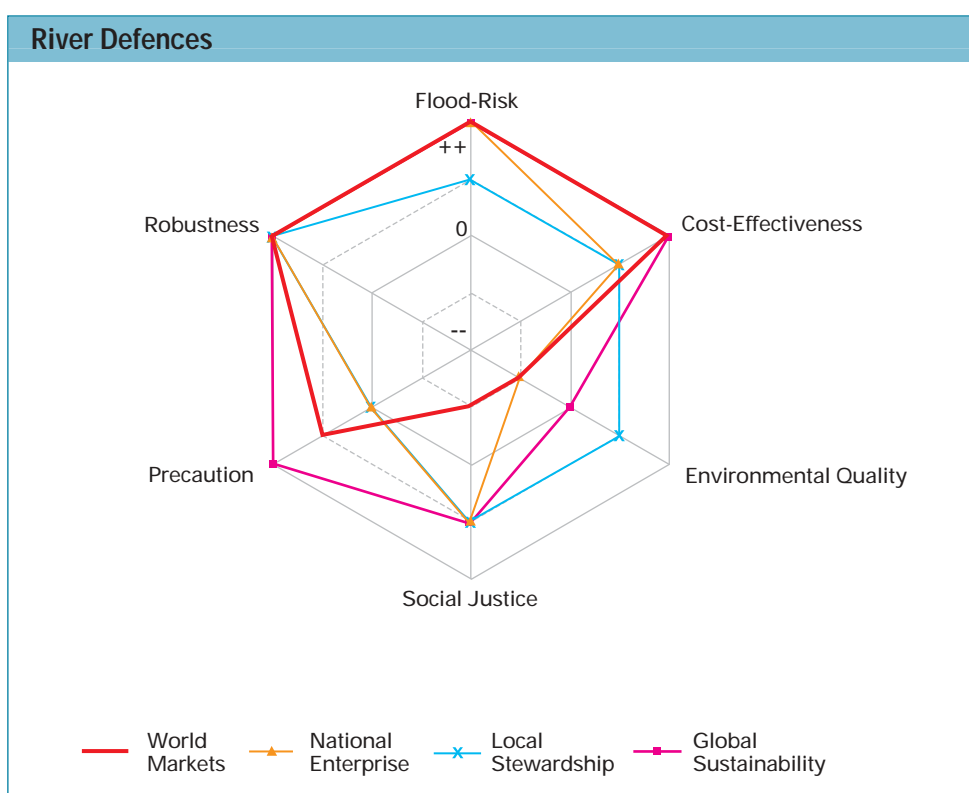 River Defences
Flood-Risk
++
Robustness
0
Cost-Effectiveness
--
Precaution
Environmental Quality
Social Justice
World
Markets
National
Enterprise
Local
Stewardship
Global
Sustainability